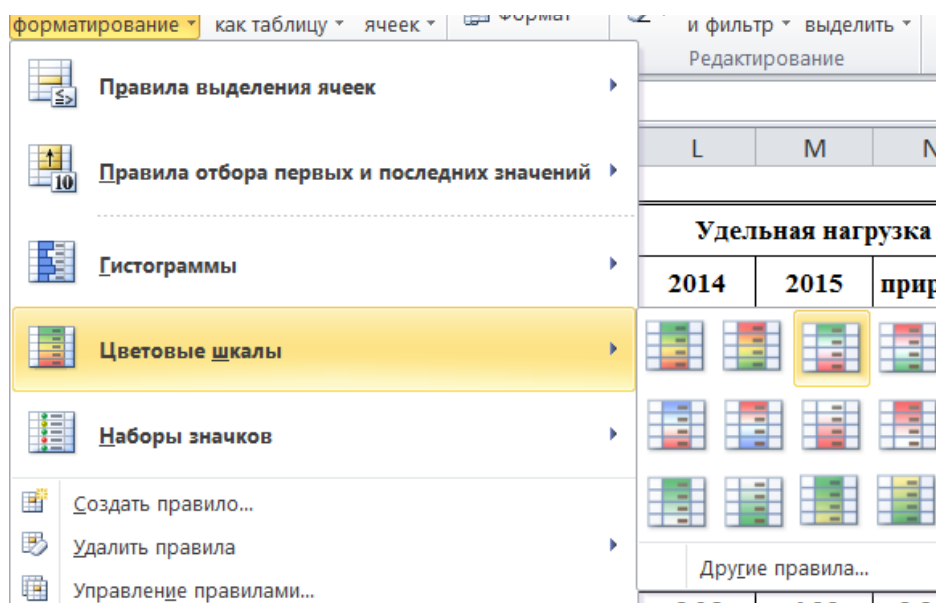 форматирование как таблицу ячеек Формат и фильтр выделить
Редактирование
Правила выделения ячеек
L M N
10 Правила отбора первых и последних значений
Удельная нагрузка
Гистограммы
2014 2015
Цветовые шкалы
Наборы значков
Создать правило...
Удалить правила
Другие правила...
Управление правилами...